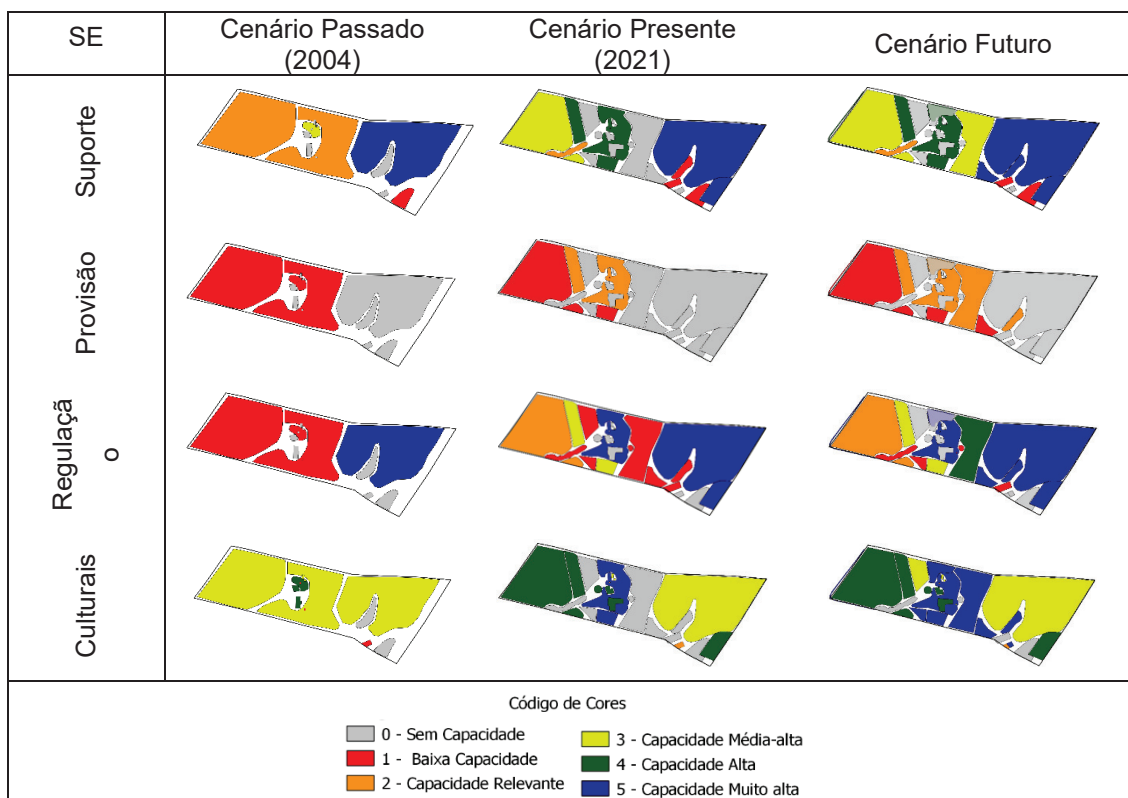 SE
Cenário Passado
(2004)
Cenário Presente
(2021)
Cenário Futuro
Suporte
Provisão
Regulaçã
o
Culturais
Código de Cores
0 - Sem Capacidade
1 - Baixa Capacidade
2 - Capacidade Relevante
3 - Capacidade Média-alta
4 - Capacidade Alta
5 - Capacidade Muito alta